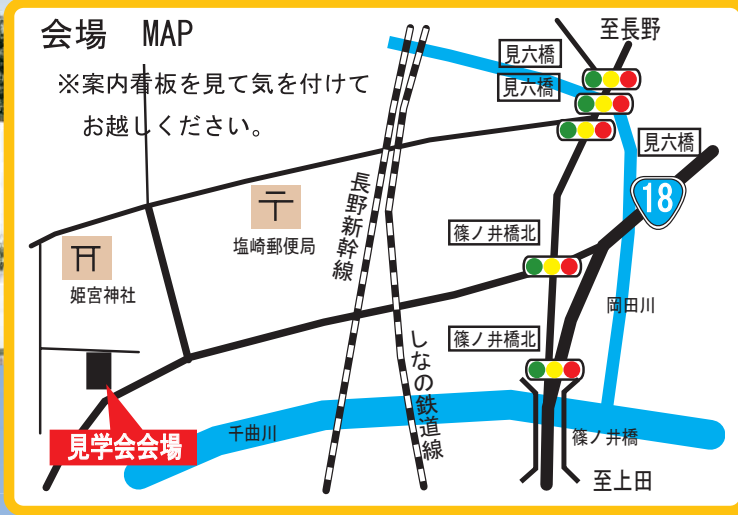 会場　MAP
※案内看板を見て気を付けて
お越しください。
至長野
見六橋
見六橋
見六橋
18
長野新幹線
塩崎郵便局
篠ノ井橋北
姫宮神社
岡田川
篠ノ井橋北
しなの鉄道線
見学会会場
千曲川
篠ノ井橋
至上田